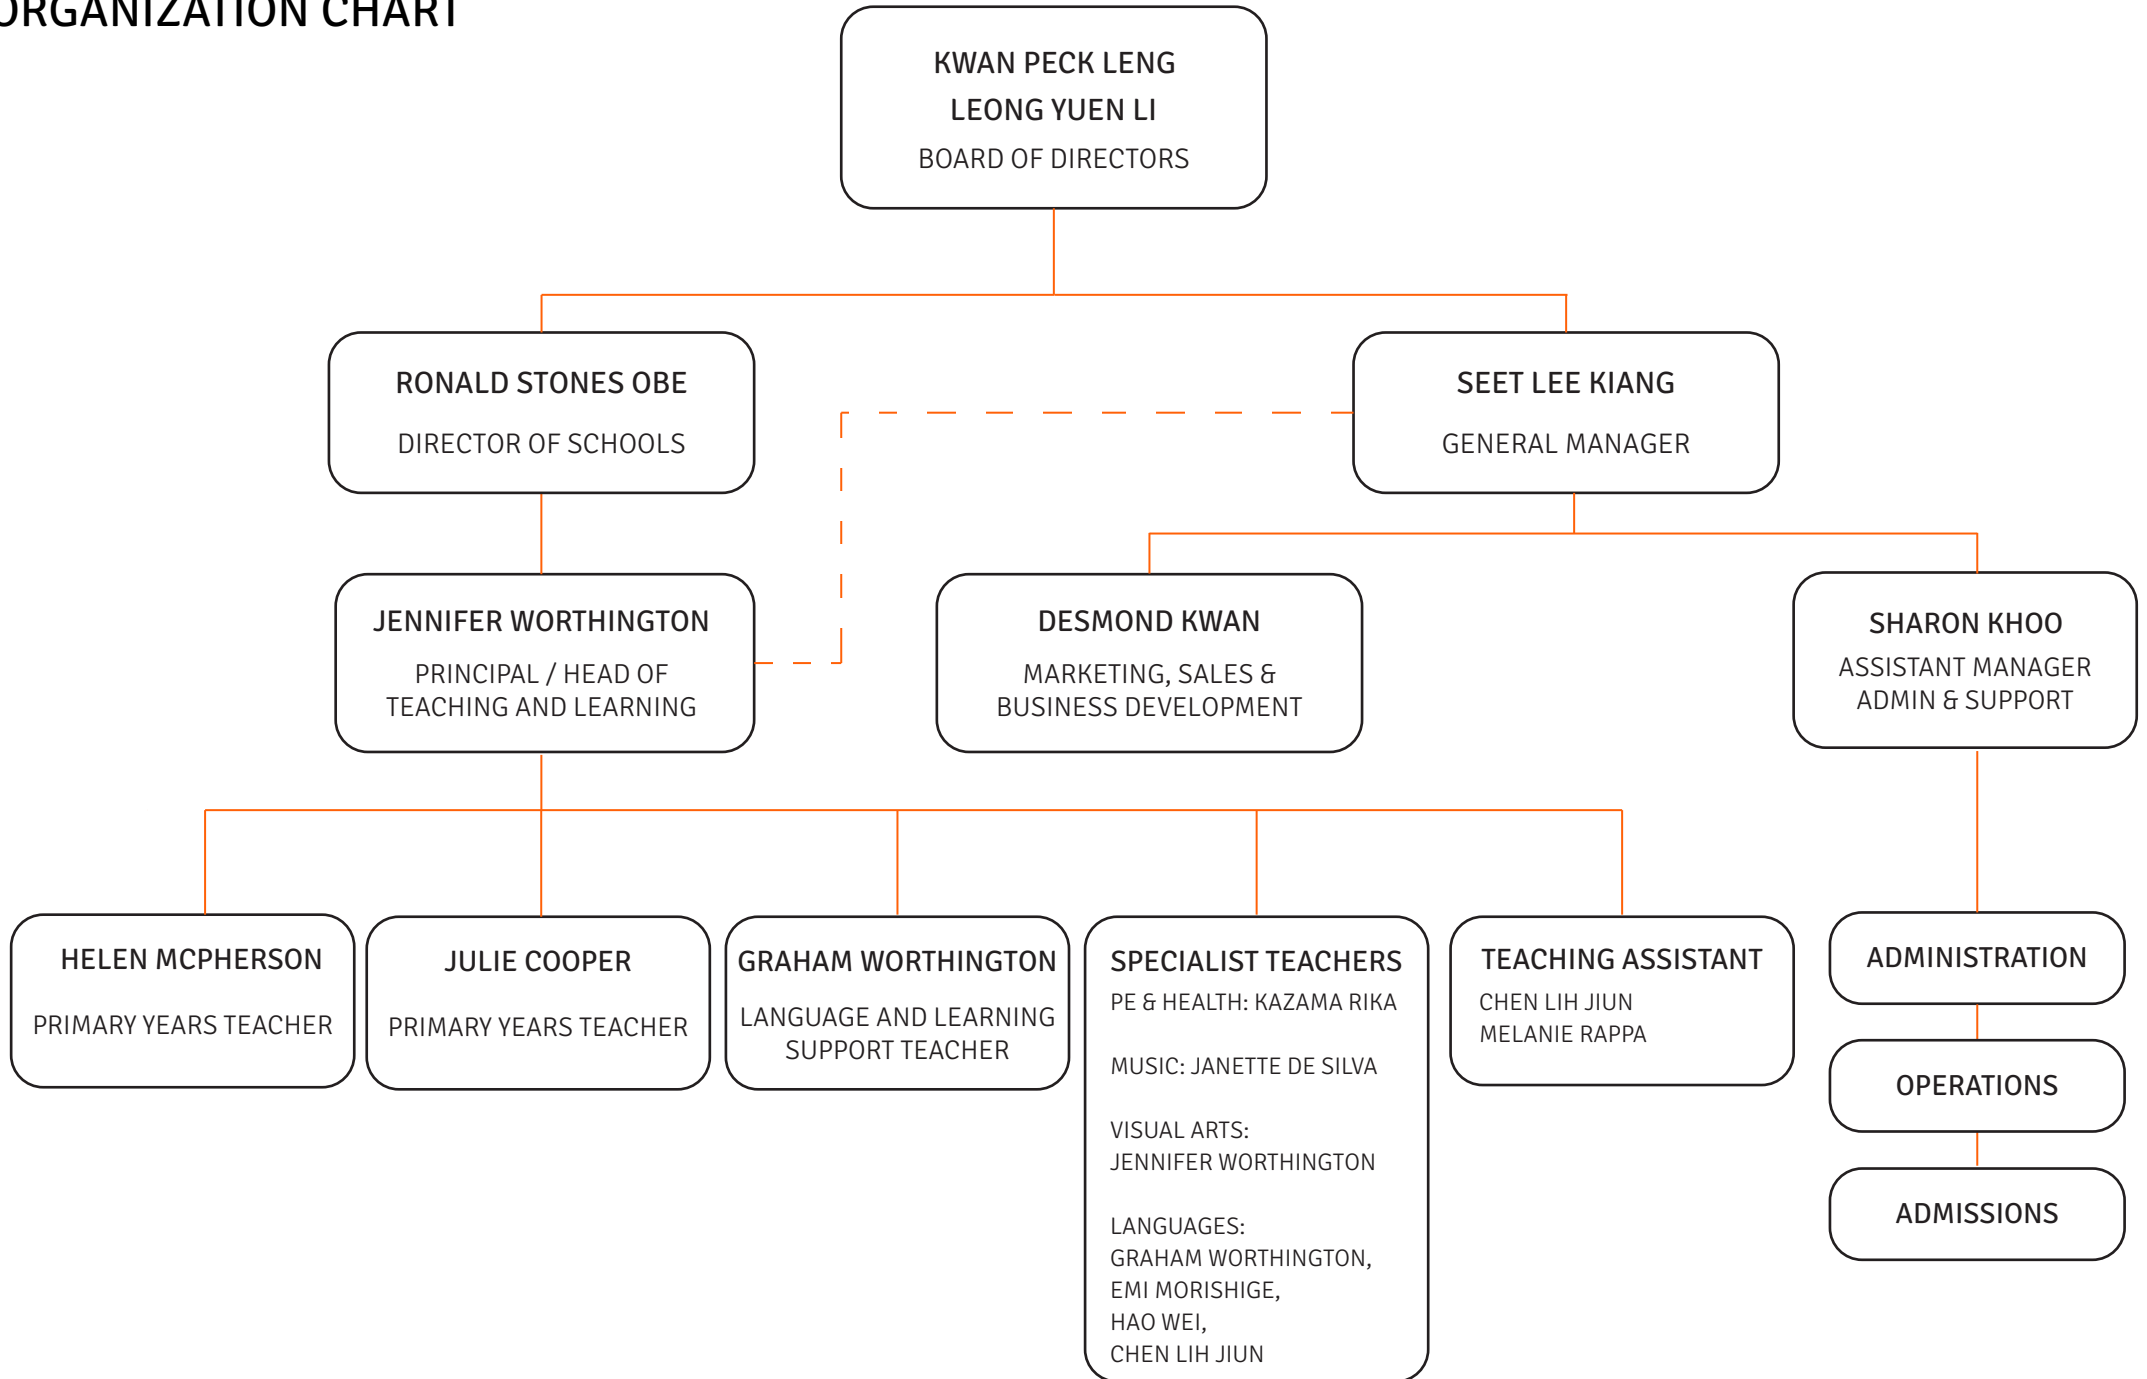 ORGANIZATION CHART
KWAN PECK LENG
LEONG YUEN LI
BOARD OF DIRECTORS
RONALD STONES OBE
DIRECTOR OF SCHOOLS
SEET LEE KIANG
GENERAL MANAGER
JENNIFER WORTHINGTON
PRINCIPAL / HEAD OF
TEACHING AND LEARNING
DESMOND KWAN
MARKETING, SALES &
BUSINESS DEVELOPMENT
SHARON KHOO
ASSISTANT MANAGER
ADMIN & SUPPORT
HELEN MCPHERSON
PRIMARY YEARS TEACHER
JULIE COOPER
PRIMARY YEARS TEACHER
GRAHAM WORTHINGTON
LANGUAGE AND LEARNING
SUPPORT TEACHER
SPECIALIST TEACHERS
PE & HEALTH: KAZAMA RIKA
MUSIC: JANETTE DE SILVA
VISUAL ARTS:
JENNIFER WORTHINGTON
LANGUAGES:
GRAHAM WORTHINGTON,
EMI MORISHIGE,
HAO WEI,
CHEN LIH JIUN
TEACHING ASSISTANT
CHEN LIH JIUN
MELANIE RAPPA
ADMINISTRATION
OPERATIONS
ADMISSIONS